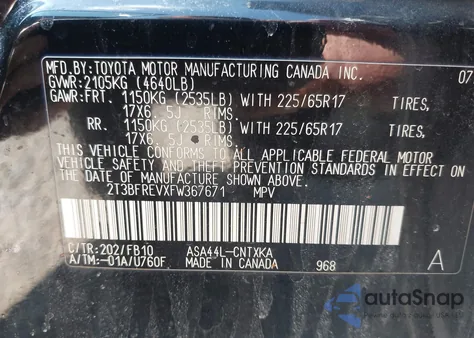 MFD.BY: TOYOTA MOTOR MANUFACTURING CANADA INC. 07
GVWR: 2105KG (4640LB)
GAWR: FRT. 1150KG (2535LB) WITH 225/65R17 TIRES,
17X6. 5J RIMS.
RR. 1150KG (2535LB) WITH 225/65R17 TIRES,
17X6. 5J RIMS.
THIS VEHICLE CONFORMS TO ALL APPLICABLE FEDERAL MOTOR
VEHICLE SAFETY AND BUMPER STANDARDS IN EFFECT ON
THE DATE OF MANUFACTURE SHOWN ABOVE.
2T3BFREVXFW367671 MPV
C/TR: 202/FB10 ASA44L-CNTXKA
A/TM: -01A/U760F MADE IN CANADA 968 A
autoSnap